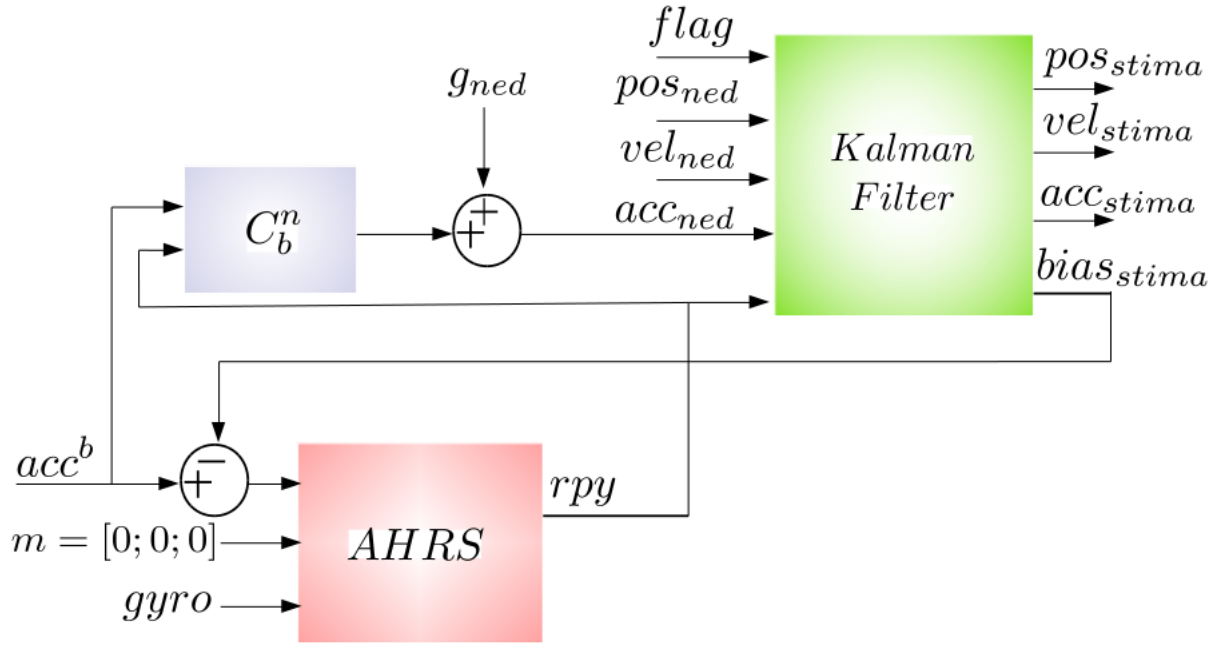 flag
pos_ned
vel_ned
acc_ned
g_ned
+
+
C_b^n
Kalman
Filter
pos_stima
vel_stima
acc_stima
bias_stima
acc^b
−
+
m = [0; 0; 0]
gyro
AHRS
rpy